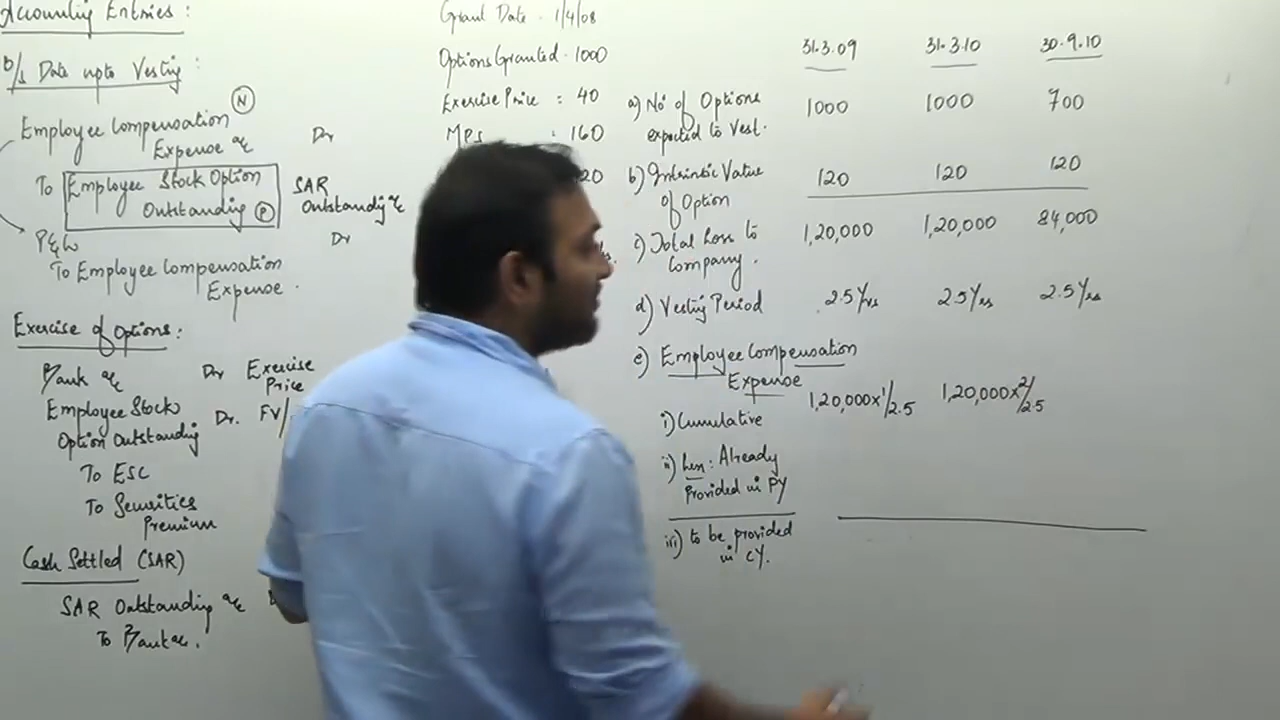 Accounting Entries :
B/s Date upto Vesting :
Employee Compensation (N)
Expense a/c Dr
To Employee Stock Option
Outstanding (P)
SAR
Outstanding a/c
P&L Dr
To Employee Compensation
Expense .
Exercise of Options :
Bank a/c Dr Exercise
Price
Employee Stock
Option Outstanding Dr. FV/
To ESC
To Securities
Premium
Cash Settled (SAR)
SAR Outstanding a/c
To Bank a/c.
Grant Date . 1/4/08
Options Granted . 1000
Exercise Price : 40
MPS : 160
20
31.3.09 31.3.10 30.9.10
a) No of Options 1000 1000 700
expected to Vest.
b) Intrinsic Value 120 120 120
of Option
c) Total Loss to 1,20,000 1,20,000 84,000
Company .
d) Vesting Period 2.5 Yrs 2.5 Yrs 2.5 Yrs
e) Employee Compensation
Expense
i) Cumulative 1,20,000 x 1/2.5 1,20,000 x 2/2.5
ii) Less : Already
Provided in PY
iii) to be provided
in CY.